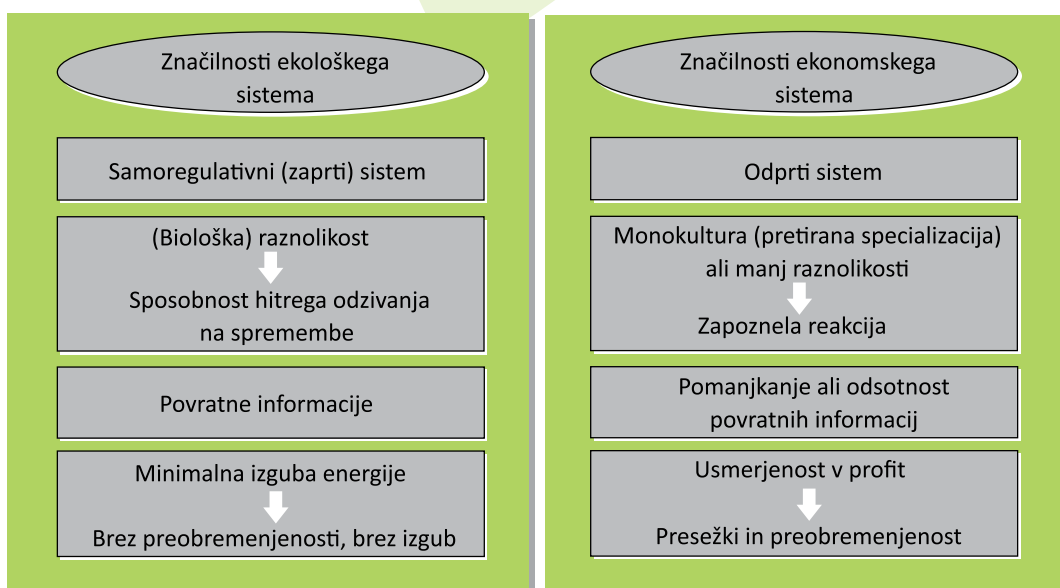 Značilnosti ekološkega
sistema
Samoregulativni (zaprti) sistem
(Biološka) raznolikost
Sposobnost hitrega odzivanja
na spremembe
Povratne informacije
Minimalna izguba energije
Brez preobremenjenosti, brez izgub
Značilnosti ekonomskega
sistema
Odprti sistem
Monokultura (pretirana specializacija)
ali manj raznolikosti
Zapoznela reakcija
Pomanjkanje ali odsotnost
povratnih informacij
Usmerjenost v profit
Presežki in preobremenjenost